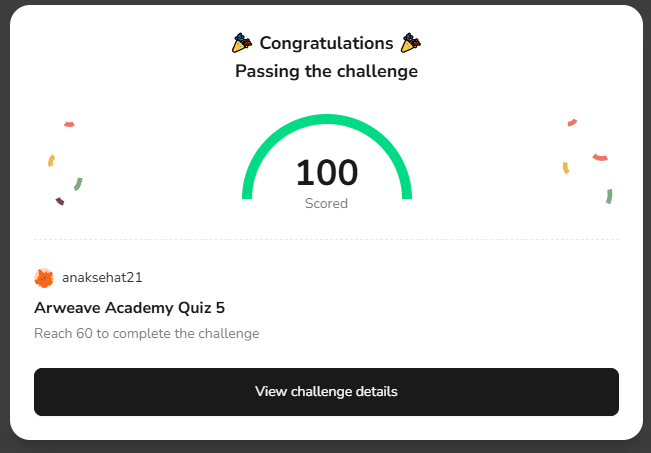 🎉 Congratulations 🎉
Passing the challenge
100
Scored
anaksehat21
Arweave Academy Quiz 5
Reach 60 to complete the challenge
View challenge details